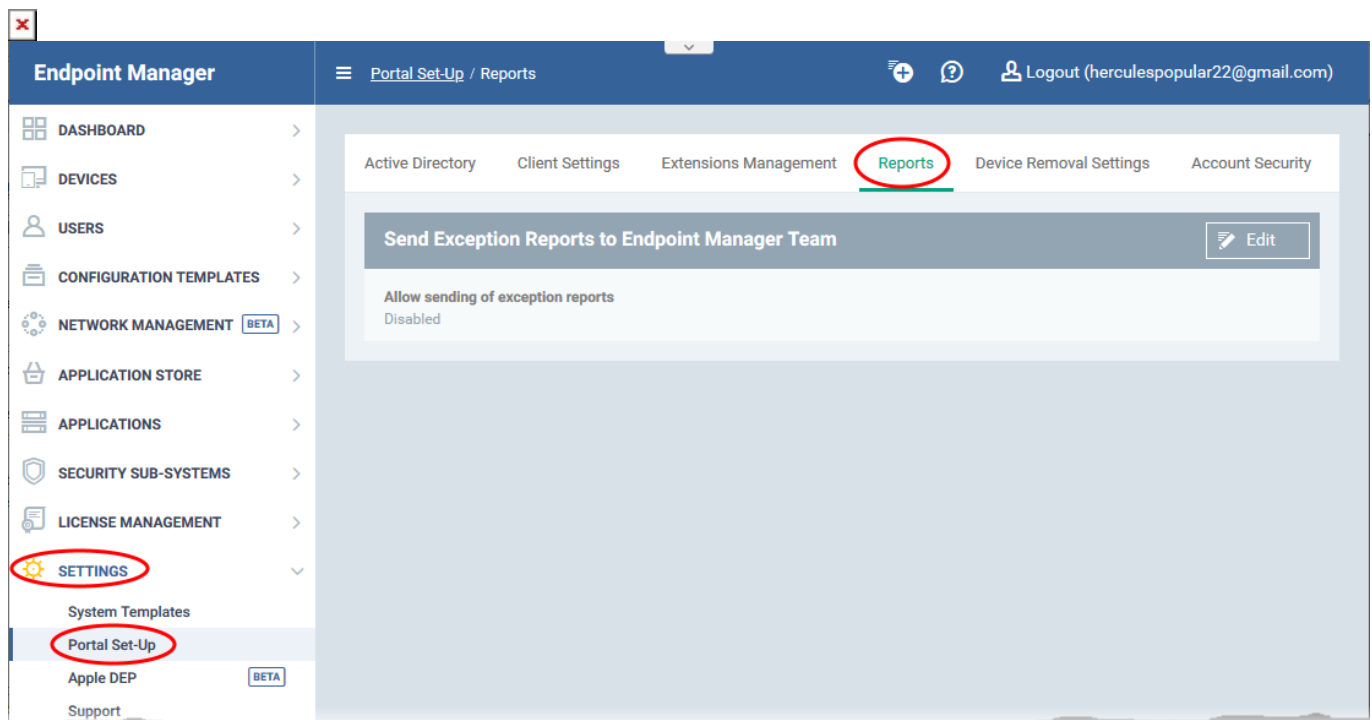 Endpoint Manager
Portal Set-Up / Reports
Logout (herculespopular22@gmail.com)
DASHBOARD
DEVICES
USERS
CONFIGURATION TEMPLATES
NETWORK MANAGEMENT BETA
APPLICATION STORE
APPLICATIONS
SECURITY SUB-SYSTEMS
LICENSE MANAGEMENT
SETTINGS
System Templates
Portal Set-Up
Apple DEP BETA
Support
Active Directory Client Settings Extensions Management Reports Device Removal Settings Account Security
Send Exception Reports to Endpoint Manager Team Edit
Allow sending of exception reports
Disabled